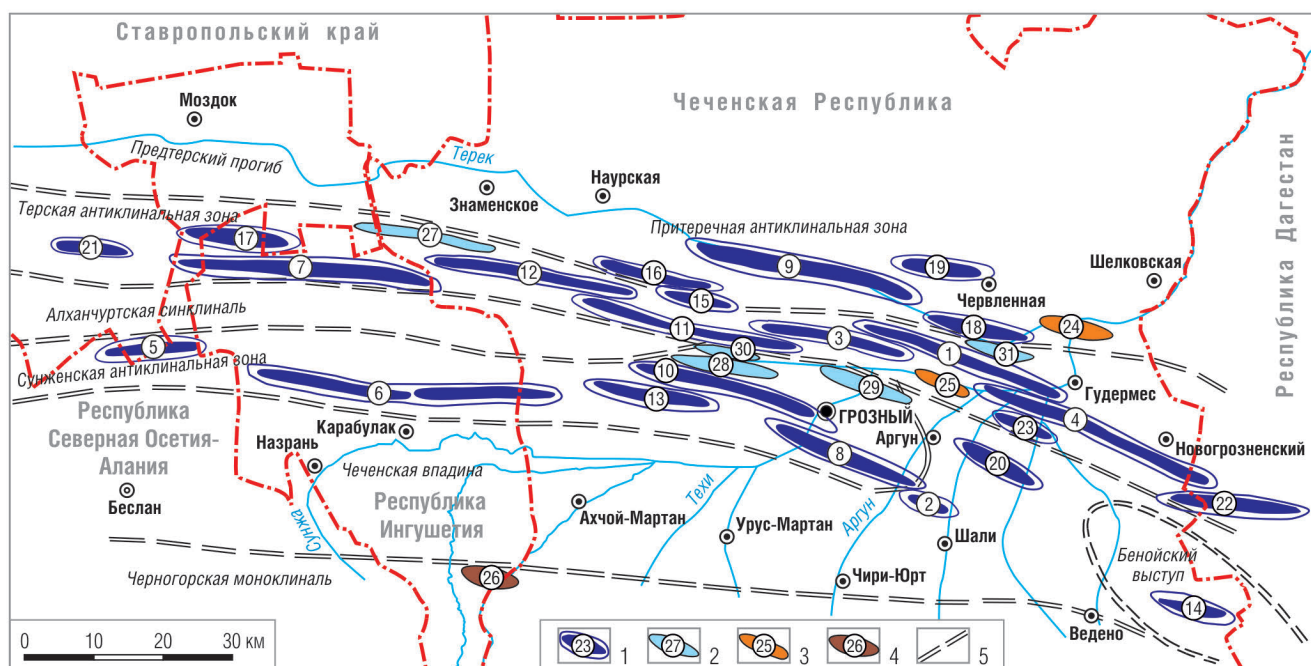 Ставропольский край
Моздок
Чеченская Республика
Предтерский прогиб
Терек
Наурская
Знаменское
Республика Дагестан
Терская антиклинальная зона
Притеречная антиклинальная зона
27
17
21
7
12
16
9
19
Шелковская
15
Червленная
Алханчуртская синклиналь
11
3
18
24
5
30
1
31
Сунженская антиклинальная зона
28
10
29
25
6
13
Гудермес
Республика
Северная Осетия-
Алания
ГРОЗНЫЙ
4
Карабулак
Аргун
23
Новогрозненский
Назрань
8
20
Чеченская впадина
Беслан
Республика
Ингушетия
Техи
2
22
Ахчой-Мартан
Сунжа
Урус-Мартан
Аргун
Шали
Бенойский
выступ
Черногорская моноклиналь
26
Чири-Юрт
14
Ведено
0 10 20 30 км
23 1 27 2 25 3 26 4 5